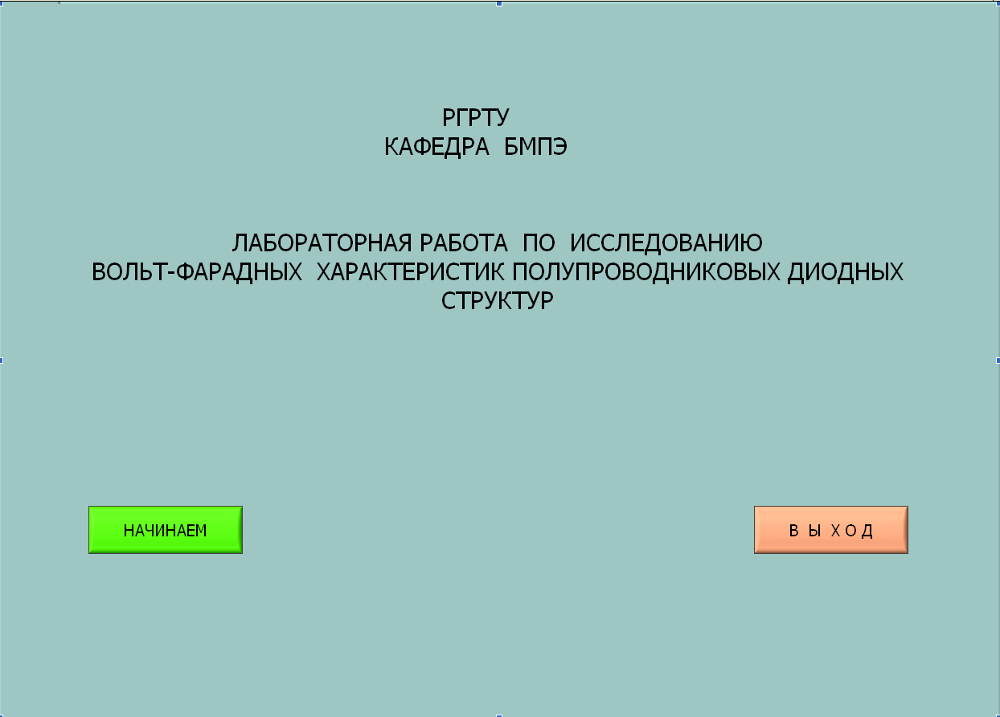 РГРТУ
КАФЕДРА БМПЭ
ЛАБОРАТОРНАЯ РАБОТА ПО ИССЛЕДОВАНИЮ
ВОЛЬТ-ФАРАДНЫХ ХАРАКТЕРИСТИК ПОЛУПРОВОДНИКОВЫХ ДИОДНЫХ
СТРУКТУР
НАЧИНАЕМ
В Ы Х О Д